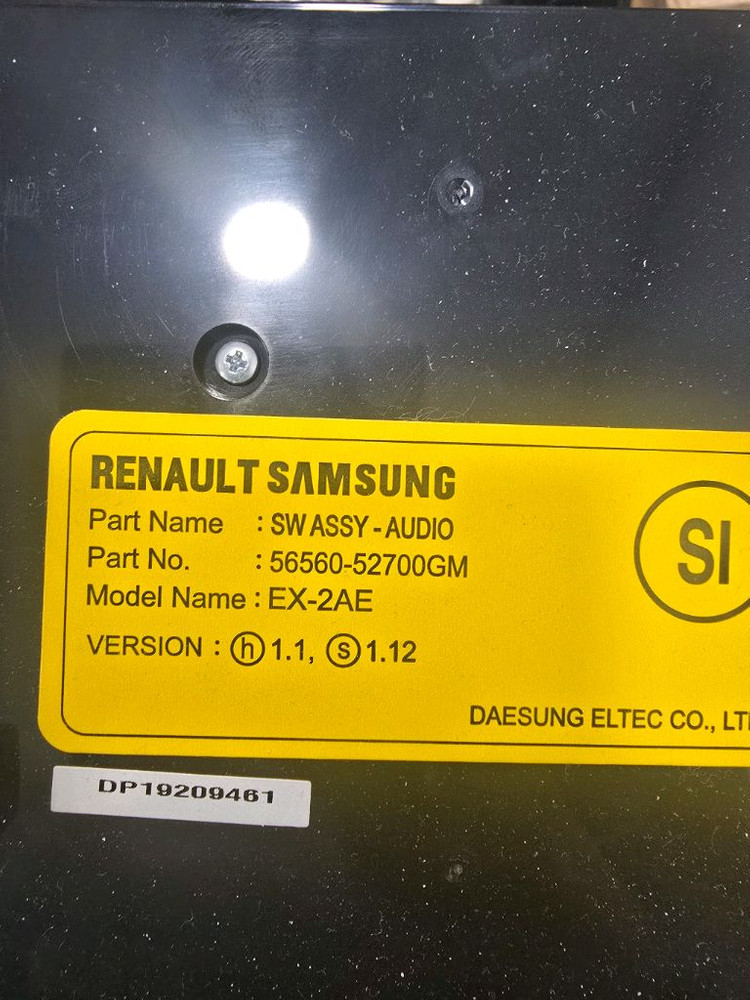 RENAULT SAMSUNG
Part Name : SW ASSY - AUDIO
Part No. : 56560-52700GM
Model Name : EX-2AE
VERSION : ⓗ 1.1, ⓢ 1.12
SI
DAESUNG ELTEC CO., LT
DP19209461